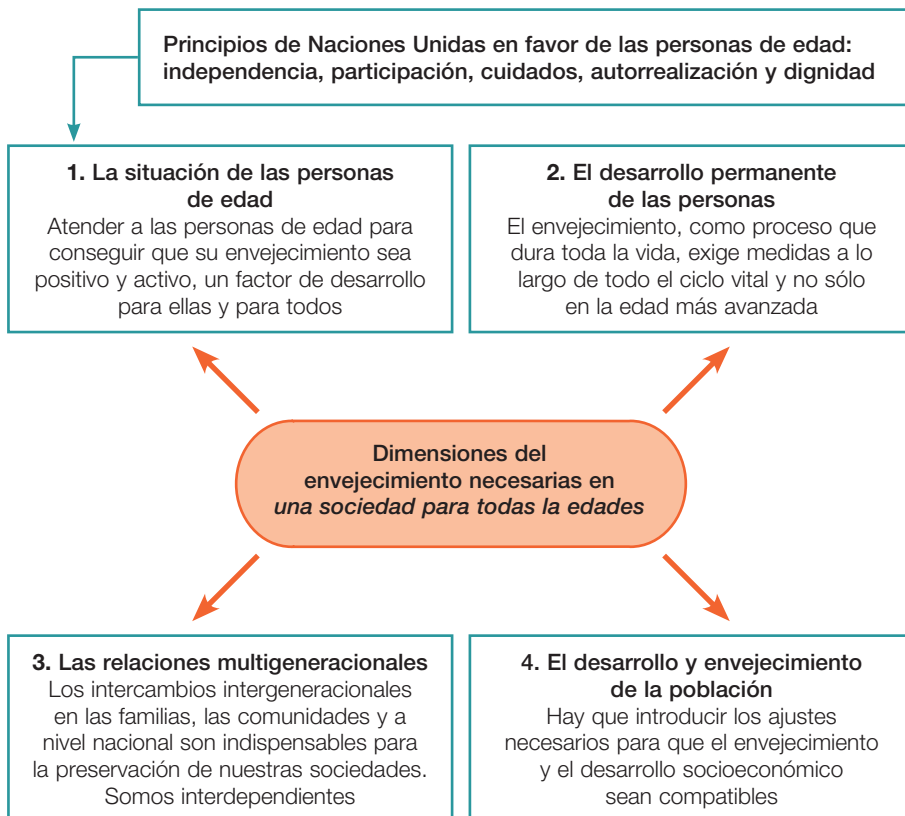 Principios de Naciones Unidas en favor de las personas de edad:
independencia, participación, cuidados, autorrealización y dignidad
1. La situación de las personas
de edad
Atender a las personas de edad para
conseguir que su envejecimiento sea
positivo y activo, un factor de desarrollo
para ellas y para todos
2. El desarrollo permanente
de las personas
El envejecimiento, como proceso que
dura toda la vida, exige medidas a lo
largo de todo el ciclo vital y no sólo
en la edad más avanzada
Dimensiones del
envejecimiento necesarias en
una sociedad para todas la edades
3. Las relaciones multigeneracionales
Los intercambios intergeneracionales
en las familias, las comunidades y a
nivel nacional son indispensables para
la preservación de nuestras sociedades.
Somos interdependientes
4. El desarrollo y envejecimiento
de la población
Hay que introducir los ajustes
necesarios para que el envejecimiento
y el desarrollo socioeconómico
sean compatibles